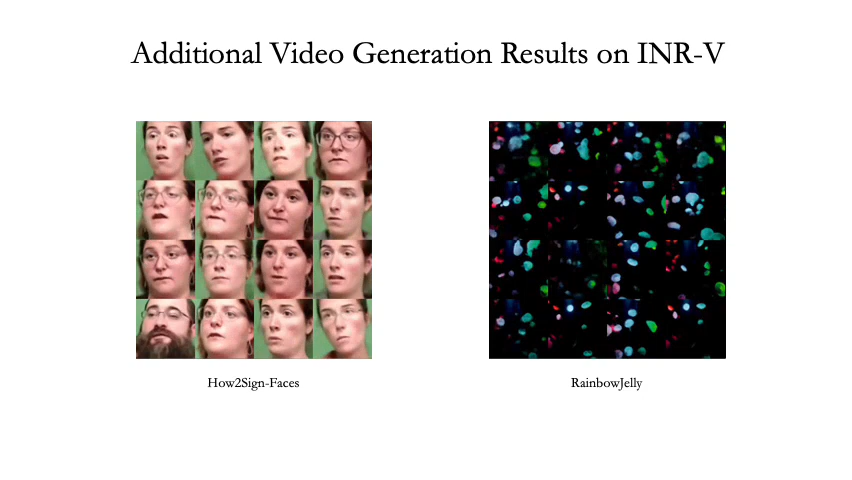 Additional Video Generation Results on INR-V
How2Sign-Faces
RainbowJelly